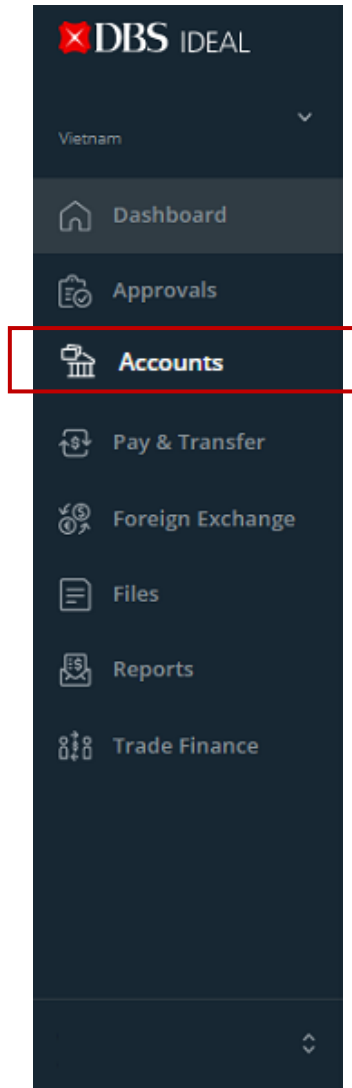 DBS IDEAL
Vietnam
Dashboard
Approvals
Accounts
Pay & Transfer
Foreign Exchange
Files
Reports
Trade Finance